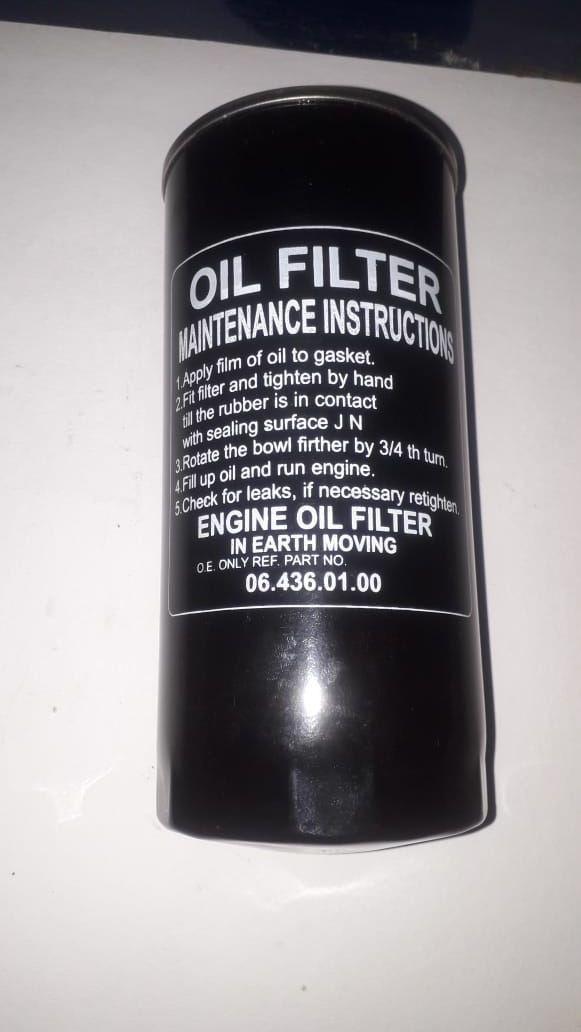 OIL FILTER
MAINTENANCE INSTRUCTIONS
1.Apply film of oil to gasket.
2.Fit filter and tighten by hand
till the rubber is in contact
with sealing surface J N
3.Rotate the bowl firther by 3/4 th turn.
4.Fill up oil and run engine.
5.Check for leaks, if necessary retighten.
ENGINE OIL FILTER
IN EARTH MOVING
O.E. ONLY REF. PART NO.
06.436.01.00